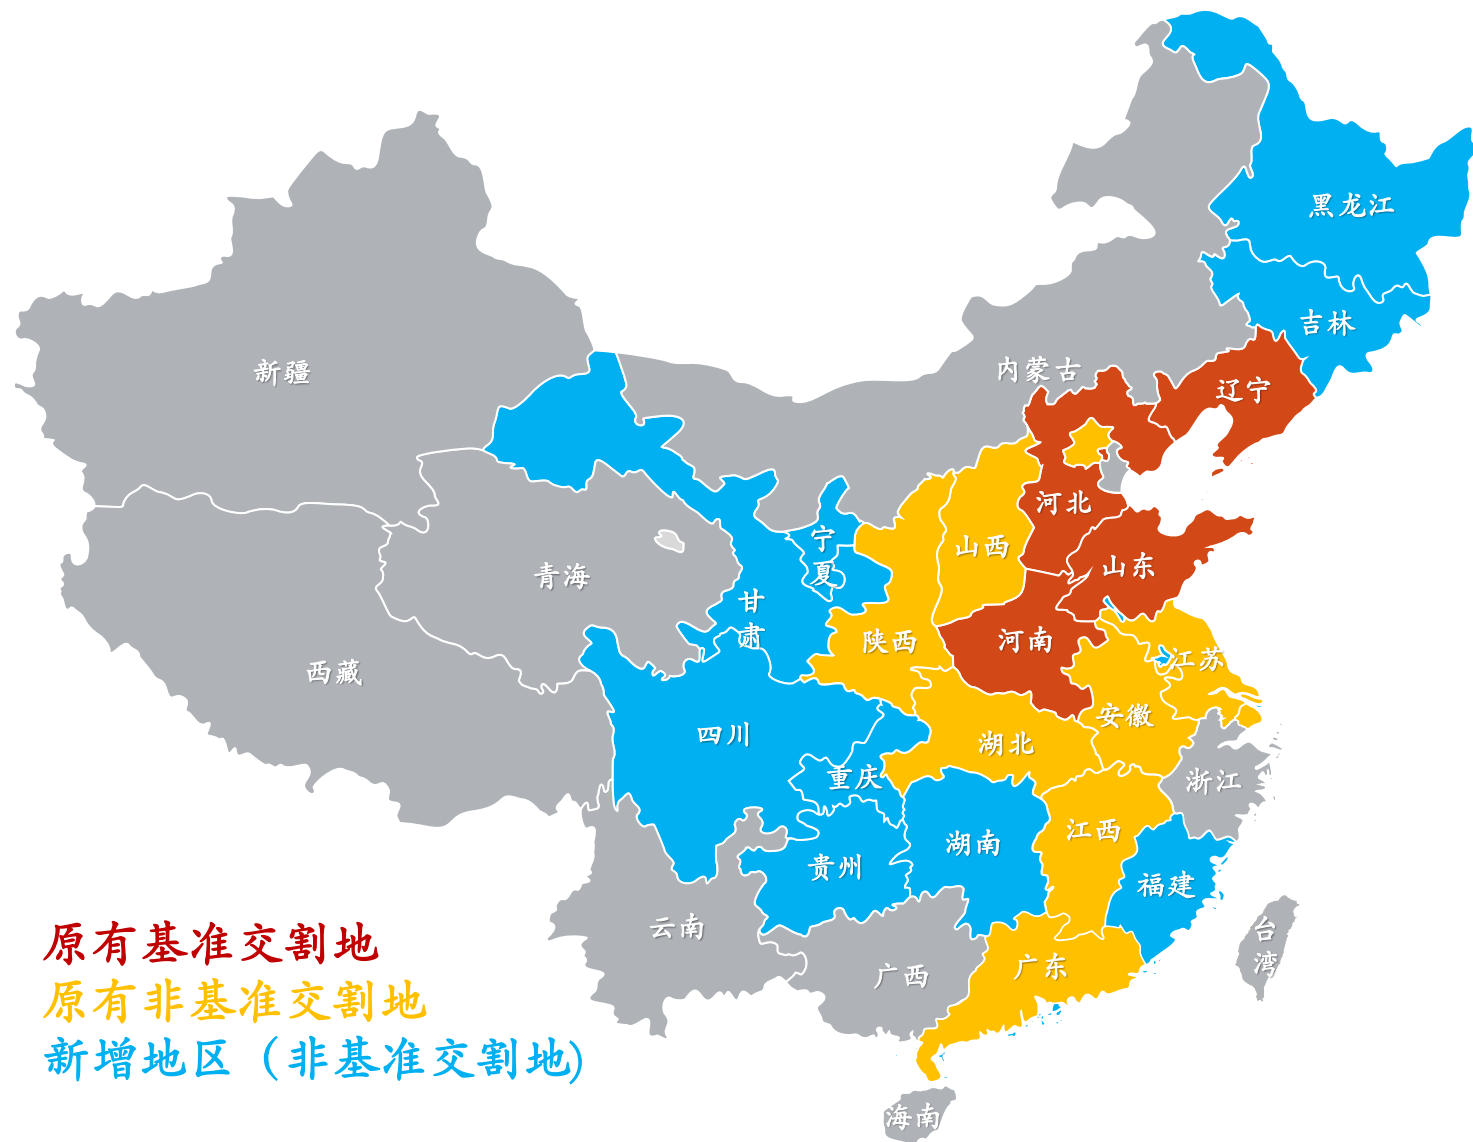 黑龙江
吉林
辽宁
新疆
内蒙古
河北
山西
宁夏
山东
青海
甘肃
陕西
河南
西藏
江苏
安徽
四川
湖北
重庆
浙江
江西
湖南
贵州
福建
云南
台湾
广西
广东
海南
原有基准交割地
原有非基准交割地
新增地区（非基准交割地)